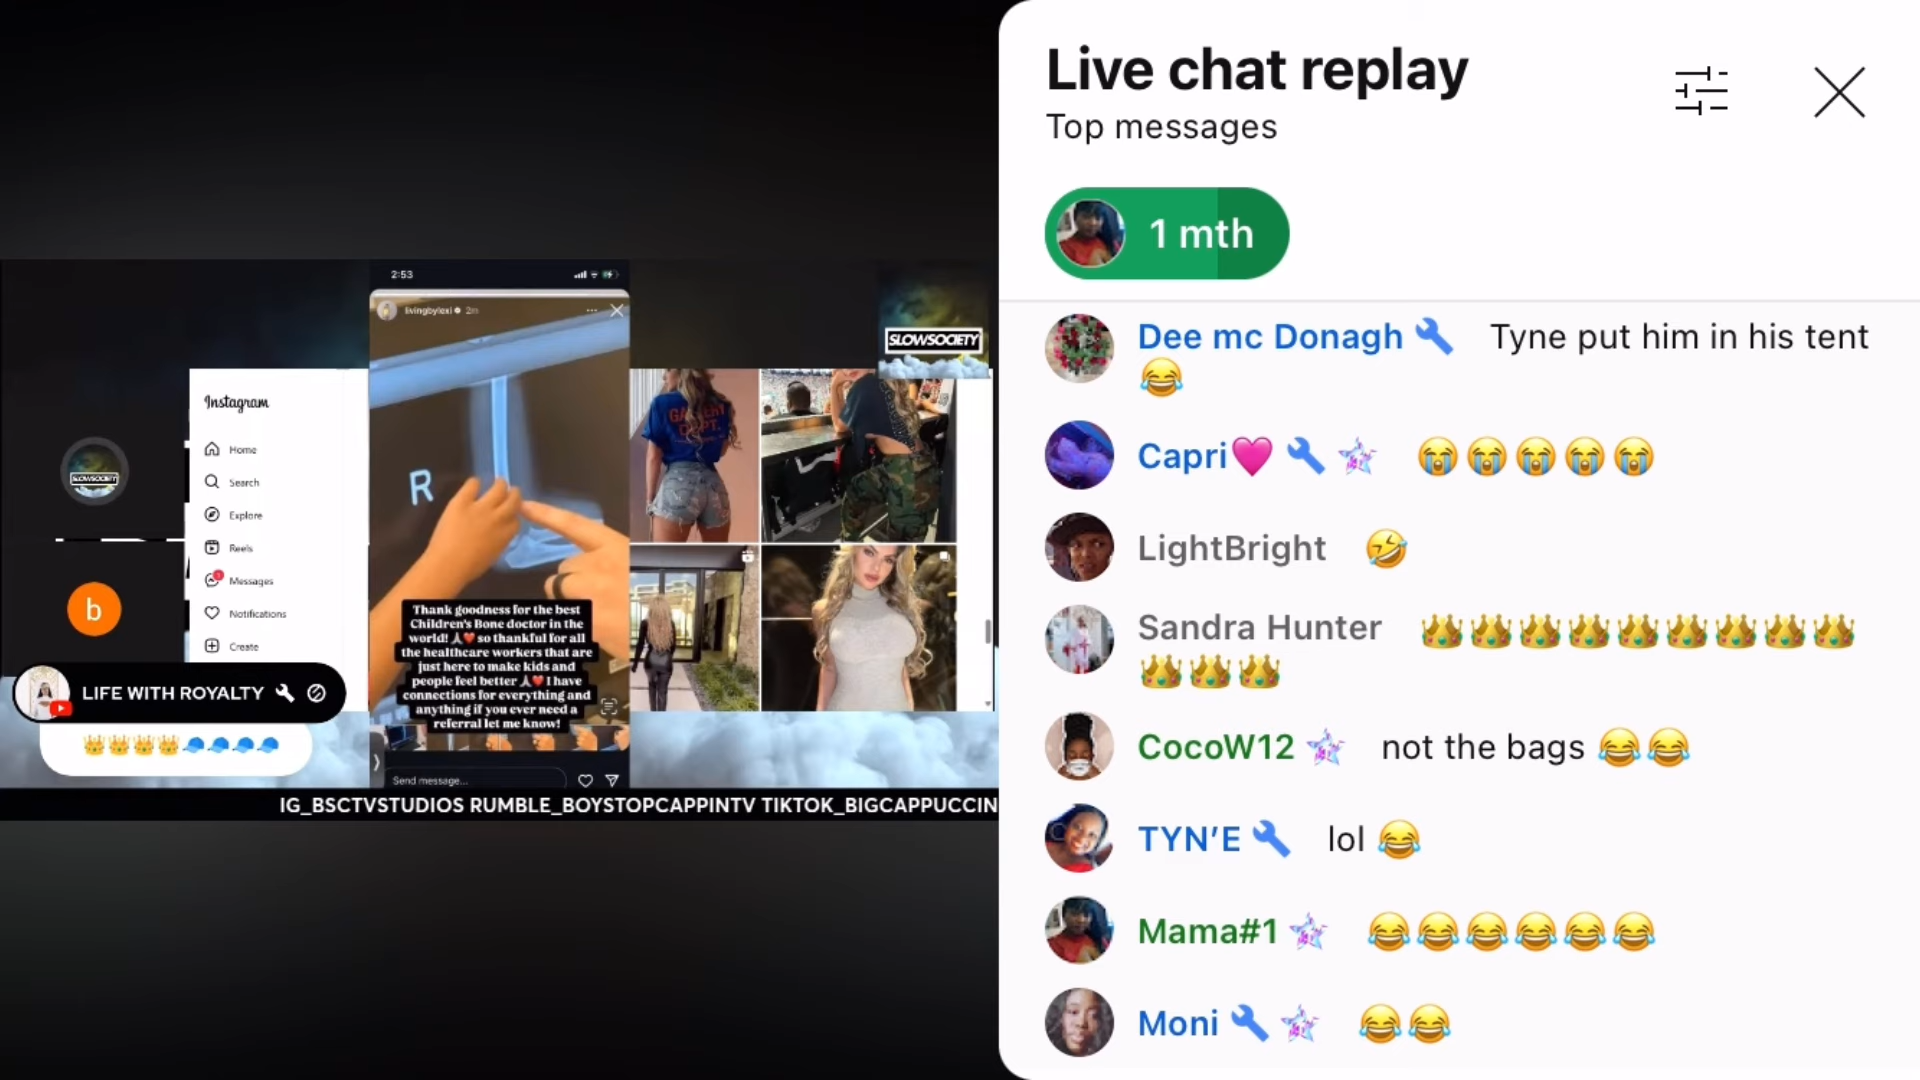 2:53
livingbylexi 2m
SLOWSOCIETY
Instagram
Home
Search
Explore
Reels
Messages
Notifications
Create
SLOWSOCIETY
b
R
Thank goodness for the best
Children's Bone doctor in the
world! 🙏❤️ so thankful for all
the healthcare workers that are
just here to make kids and
people feel better 🙏❤️ I have
connections for everything and
anything if you ever need a
referral let me know!
Send message...
LIFE WITH ROYALTY
👑👑👑👑🧢🧢🧢🧢
IG_BSCTVSTUDIOS RUMBLE_BOYSTOPCAPPINTV TIKTOK_BIGCAPPUCCIN
Live chat replay
Top messages
1 mth
Dee mc Donagh 🔧 Tyne put him in his tent
😂
Capri🩷 🔧 😭😭😭😭😭
LightBright 🤣
Sandra Hunter 👑👑👑👑👑👑👑👑👑
👑👑👑
CocoW12 not the bags 😂😂
TYN’E 🔧 lol 😂
Mama#1 😂😂😂😂😂😂
Moni 🔧 😂😂